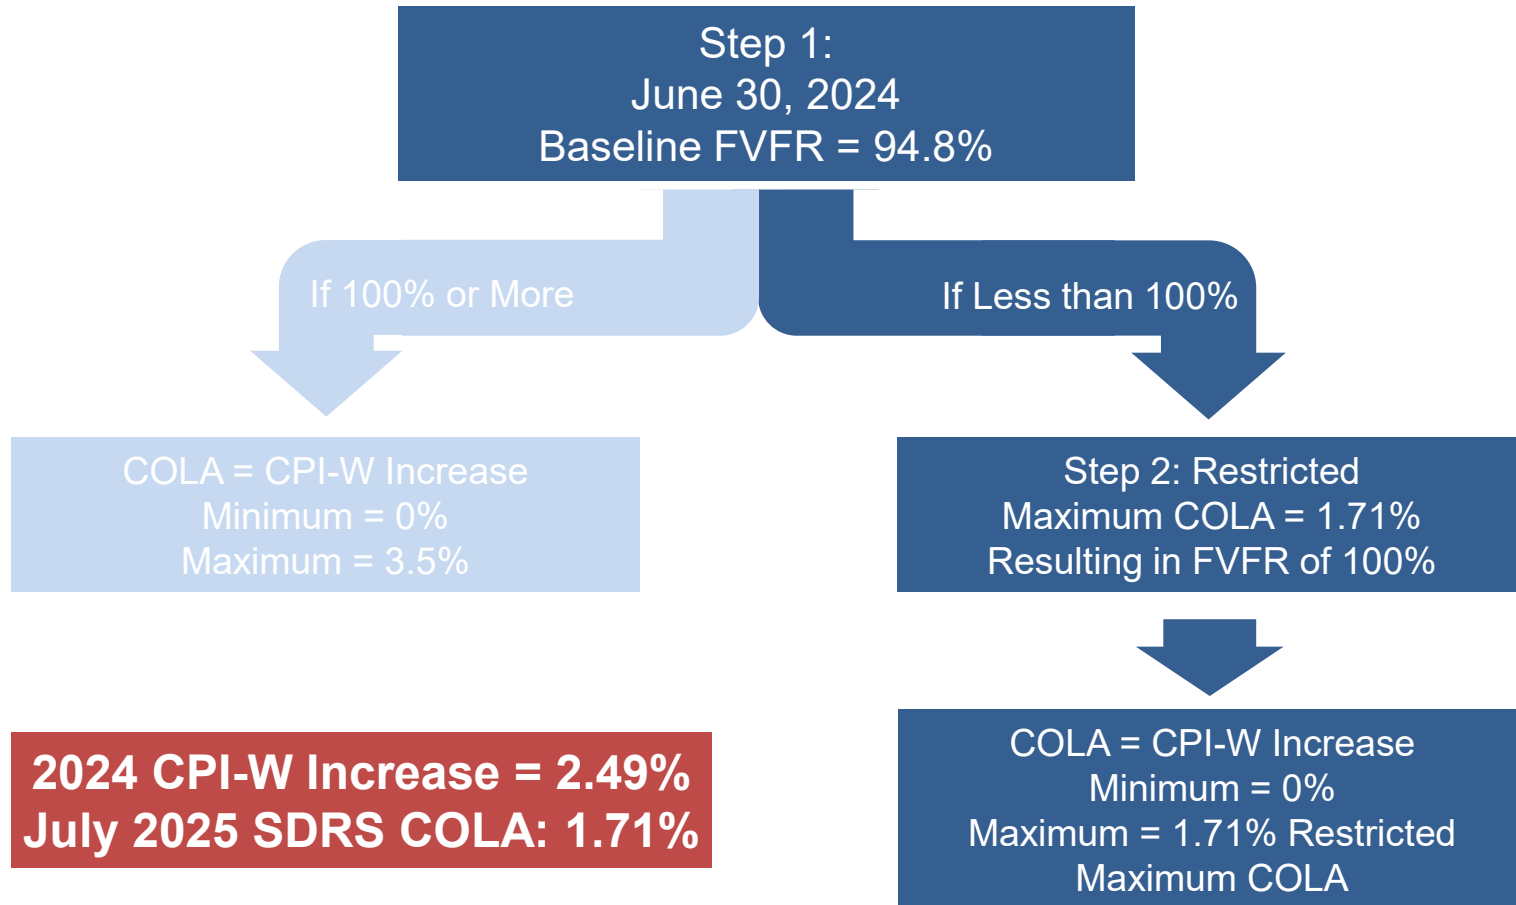 Step 1:
June 30, 2024
Baseline FVFR = 94.8%
If 100% or More
If Less than 100%
COLA = CPI-W Increase
Minimum = 0%
Maximum = 3.5%
Step 2: Restricted
Maximum COLA = 1.71%
Resulting in FVFR of 100%
2024 CPI-W Increase = 2.49%
July 2025 SDRS COLA: 1.71%
COLA = CPI-W Increase
Minimum = 0%
Maximum = 1.71% Restricted
Maximum COLA